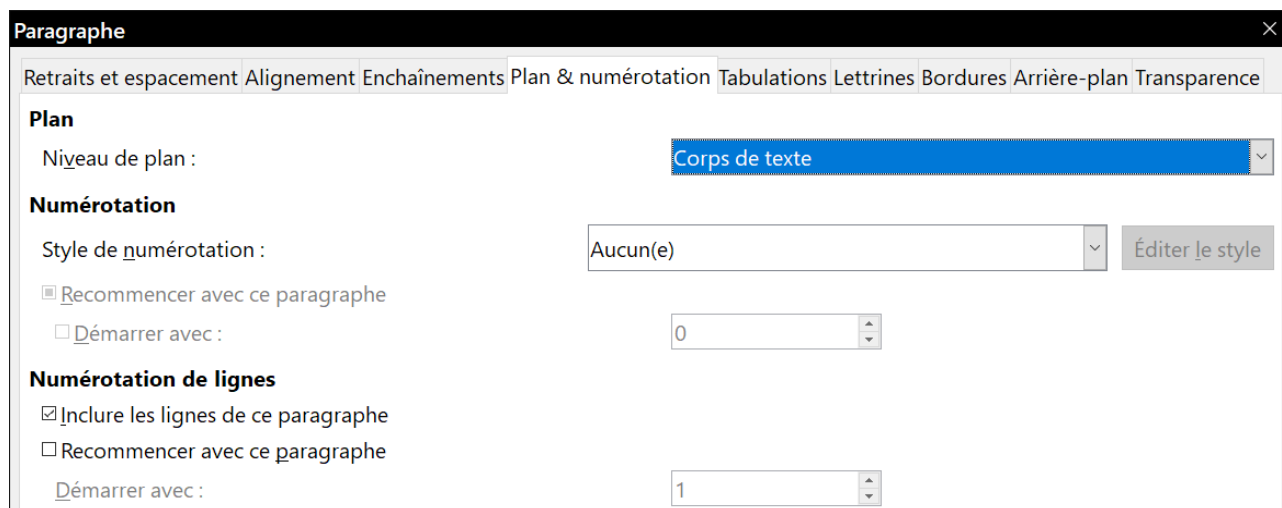 Paragraphe
Retraits et espacement Alignement Enchaînements Plan & numérotation Tabulations Lettrines Bordures Arrière-plan Transparence
Plan
Niveau de plan : Corps de texte
Numérotation
Style de numérotation : Aucun(e) Éditer le style
Recommencer avec ce paragraphe
Démarrer avec : 0
Numérotation de lignes
Inclure les lignes de ce paragraphe
Recommencer avec ce paragraphe
Démarrer avec : 1